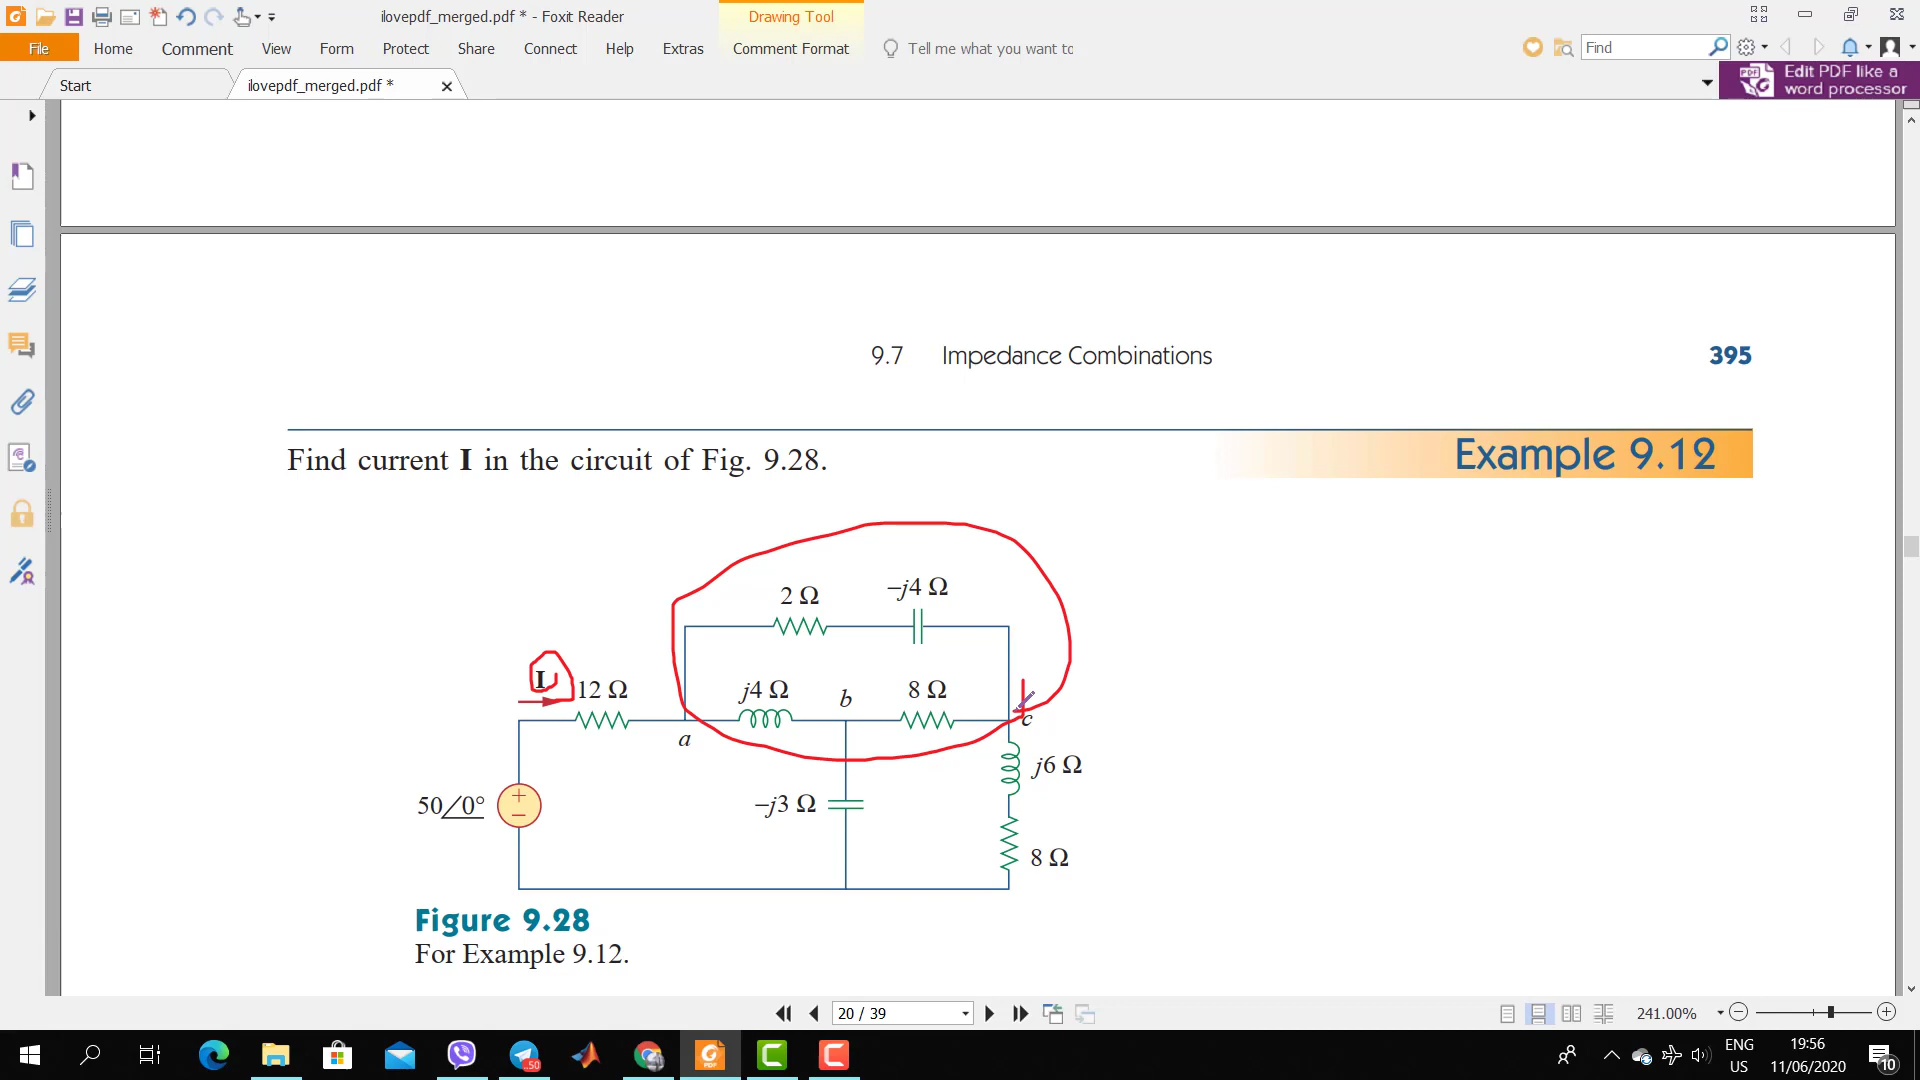 ilovepdf_merged.pdf * - Foxit Reader
Drawing Tool
File Home Comment View Form Protect Share Connect Help Extras Comment Format Tell me what you want to
Find
Start
ilovepdf_merged.pdf *
Edit PDF like a
word processor
9.7 Impedance Combinations 395
Find current I in the circuit of Fig. 9.28.
Example 9.12
2 Ω
−j4 Ω
I
12 Ω
j4 Ω
b
8 Ω
a
c
j6 Ω
50∠0°
+
−
−j3 Ω
8 Ω
Figure 9.28
For Example 9.12.
20 / 39
241.00%
.50
PDF
ENG
US
19:56
11/06/2020
10